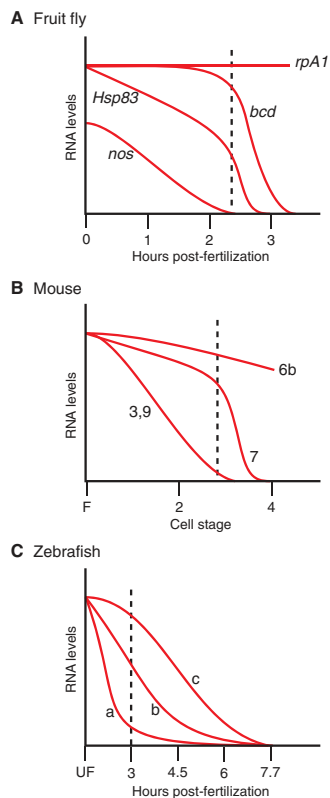 A Fruit fly
rpA1
Hsp83
bcd
nos
RNA levels
0 1 2 3
Hours post-fertilization
B Mouse
6b
3,9
7
RNA levels
F 2 4
Cell stage
C Zebrafish
c
b
a
RNA levels
UF 3 4.5 6 7.7
Hours post-fertilization